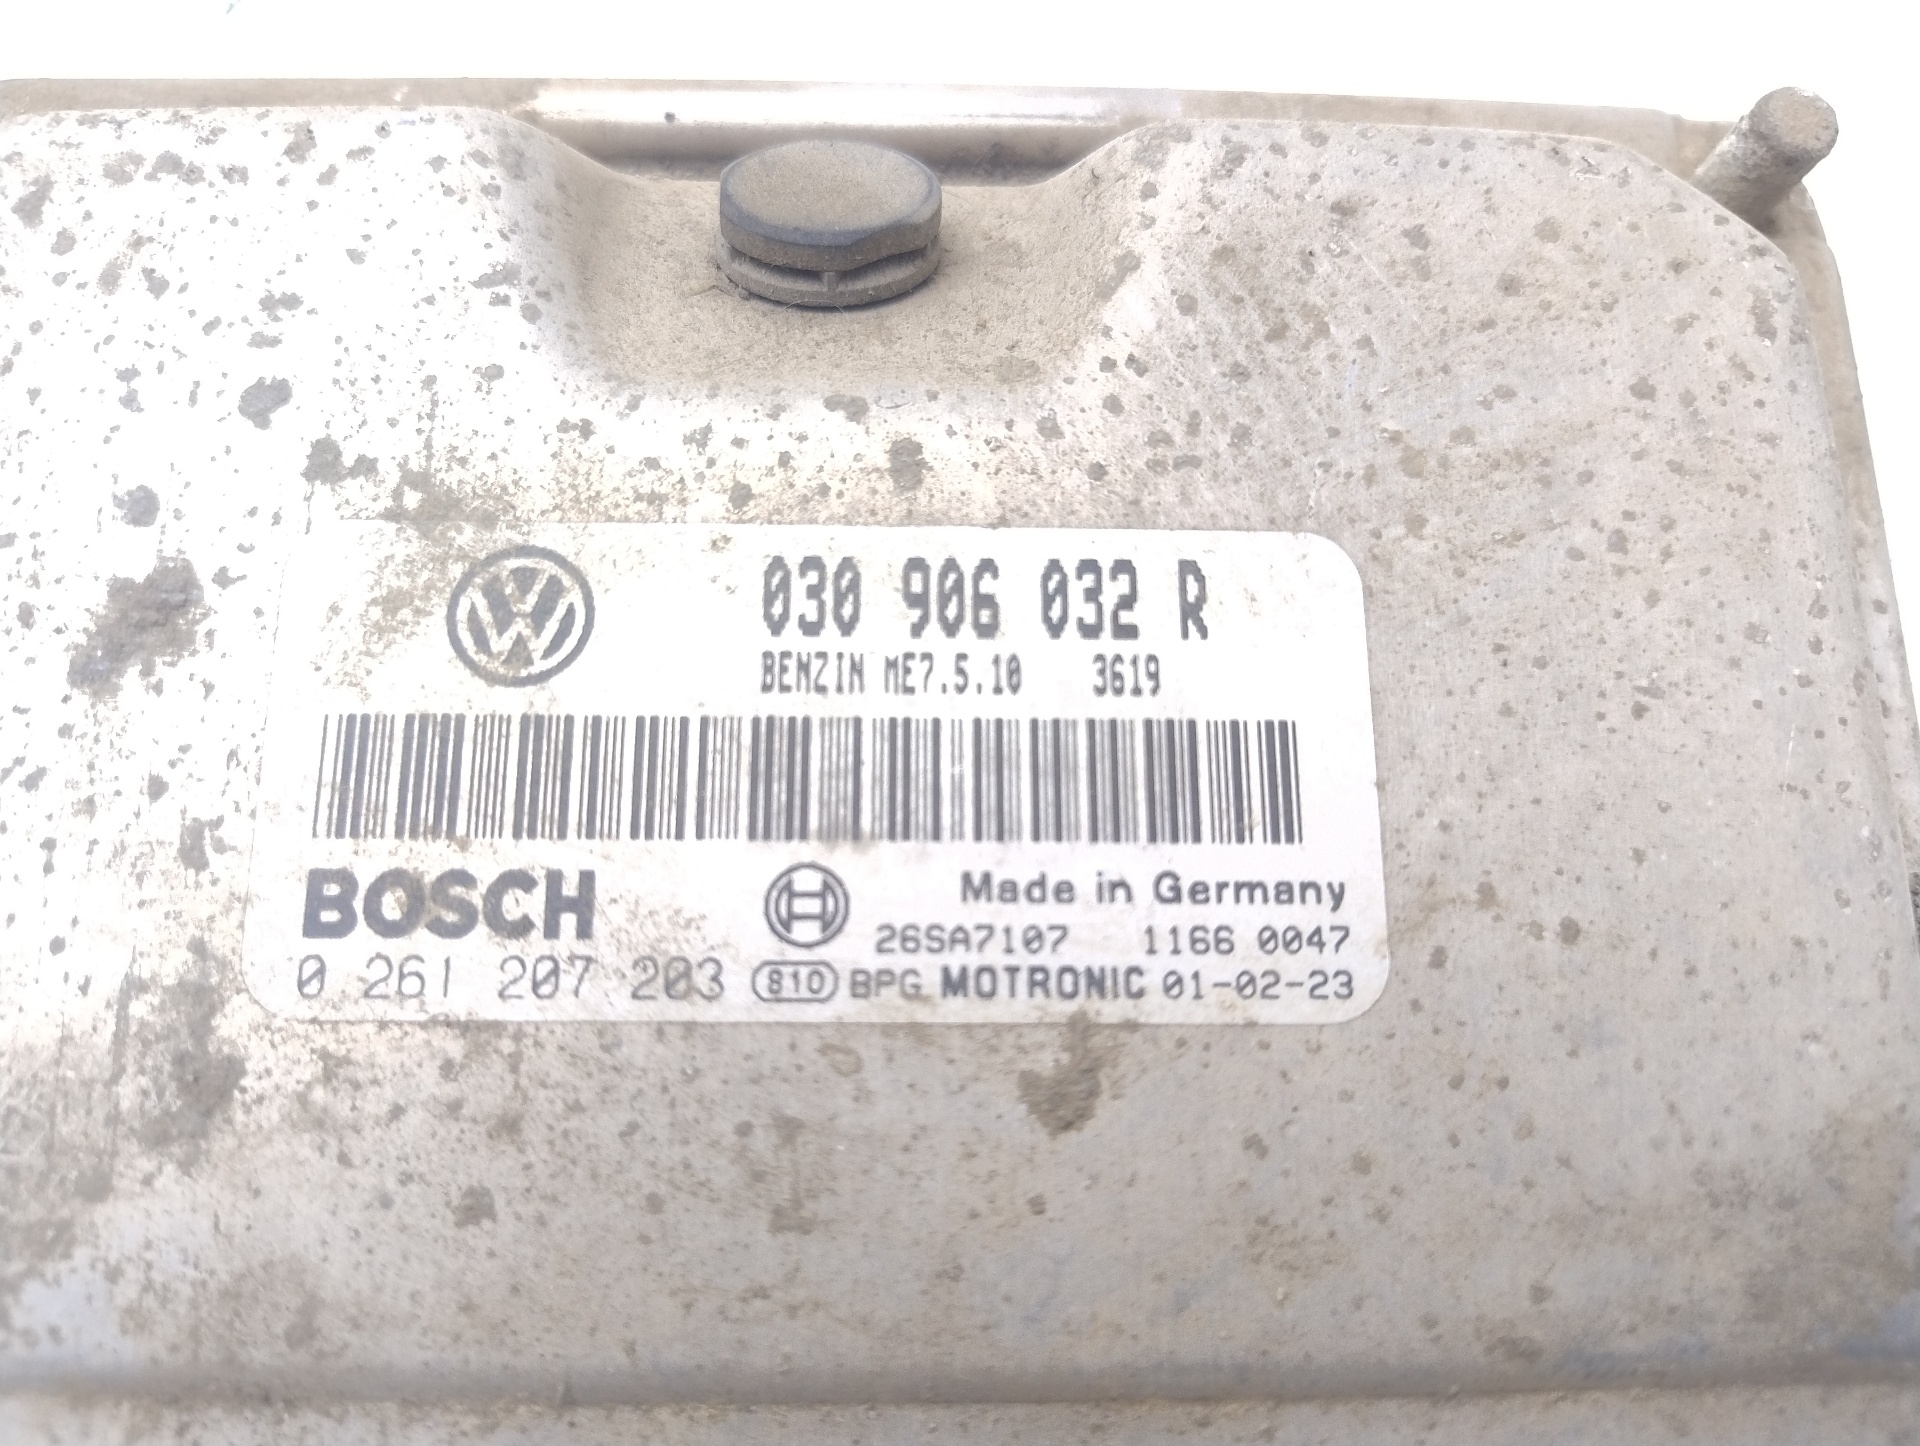 030 906 032 R
BENZIN ME7.5.10 3619
BOSCH
Made in Germany
26SA7107 1166 0047
0 261 207 203 S10 BPG MOTRONIC 01-02-23